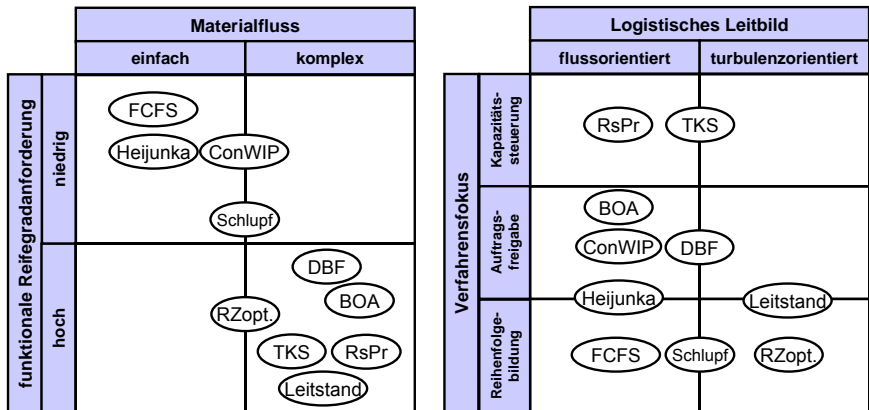 Materialfluss
einfach
komplex
funktionale Reifegradanforderung
niedrig
hoch
FCFS
Heijunka
ConWIP
Schlupf
DBF
BOA
RZopt.
TKS
RsPr
Leitstand
Logistisches Leitbild
flussorientiert
turbulenzorientiert
Verfahrensfokus
Kapazitäts-
steuerung
Auftrags-
freigabe
Reihenfolge-
bildung
RsPr
TKS
BOA
ConWIP
DBF
Heijunka
Leitstand
FCFS
Schlupf
RZopt.